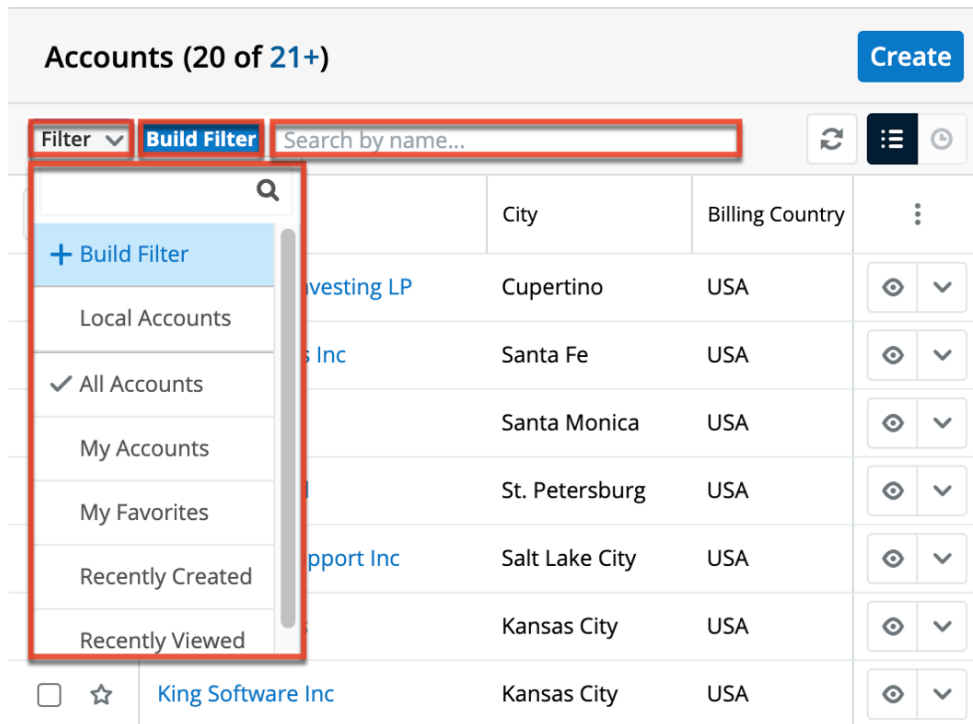 Accounts (20 of 21+)
Create
Filter
Build Filter
Search by name...
City
Billing Country
Build Filter
Local Accounts
All Accounts
My Accounts
My Favorites
Recently Created
Recently Viewed
vesting LP
Cupertino
USA
Inc
Santa Fe
USA
Santa Monica
USA
St. Petersburg
USA
pport Inc
Salt Lake City
USA
Kansas City
USA
King Software Inc
Kansas City
USA